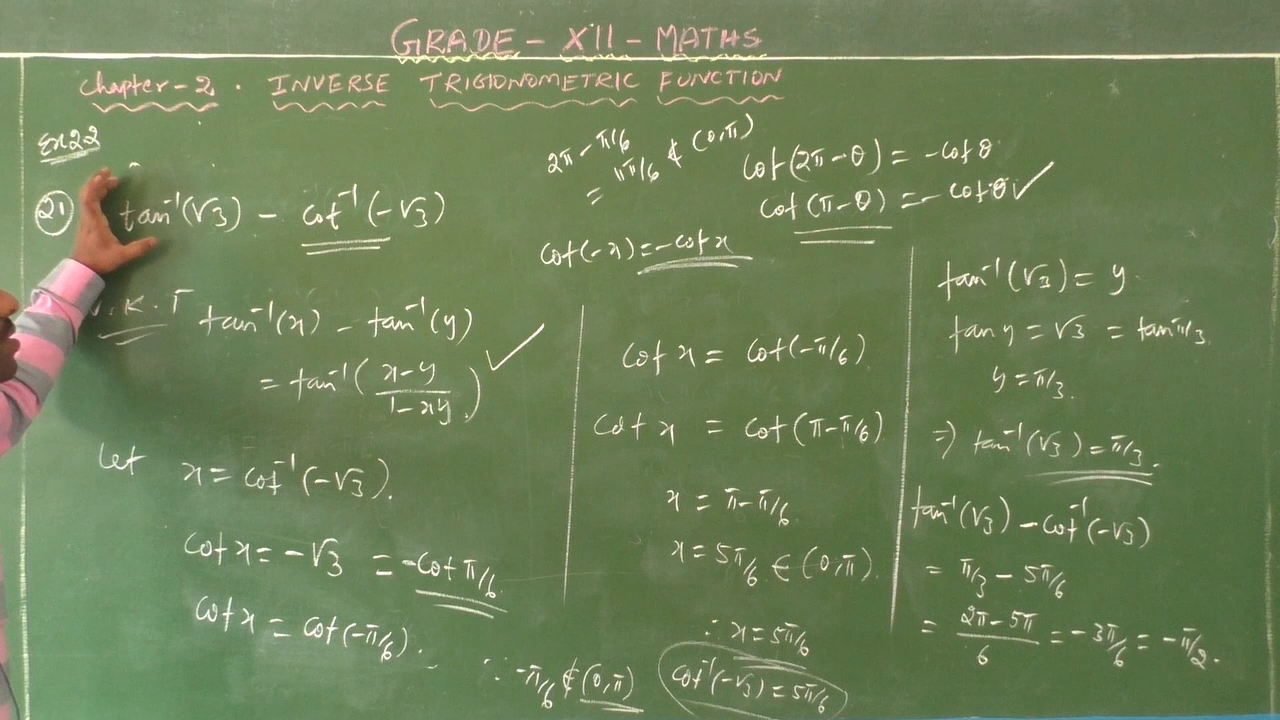 GRADE - XII - MATHS
Chapter-2. INVERSE TRIGIONOMETRIC FUNCTION
Ex 2.2
21 tan⁻¹(√3) - cot⁻¹(-√3)
W.K.T tan⁻¹(x) - tan⁻¹(y)
= tan⁻¹(x-y/1-xy) ✓
Let x = cot⁻¹(-√3).
cot x = -√3 = -cot π/6
cot x = cot(-π/6).
∵ -π/6 ∉ (0,π)
2π - π/6
= 11π/6 ∉ (0,π)
cot(2π-θ) = -cotθ
cot(π-θ) = -cotθ ✓
cot(-x) = -cot x
cot x = cot(-π/6)
cot x = cot(π-π/6)
x = π-π/6
x = 5π/6 ∈ (0,π)
∴ x = 5π/6
cot⁻¹(-√3) = 5π/6
tan⁻¹(√3) = y
tan y = √3 = tan π/3.
y = π/3.
⇒ tan⁻¹(√3) = π/3.
tan⁻¹(√3) - cot⁻¹(-√3)
= π/3 - 5π/6
= 2π-5π/6 = -3π/6 = -π/2.